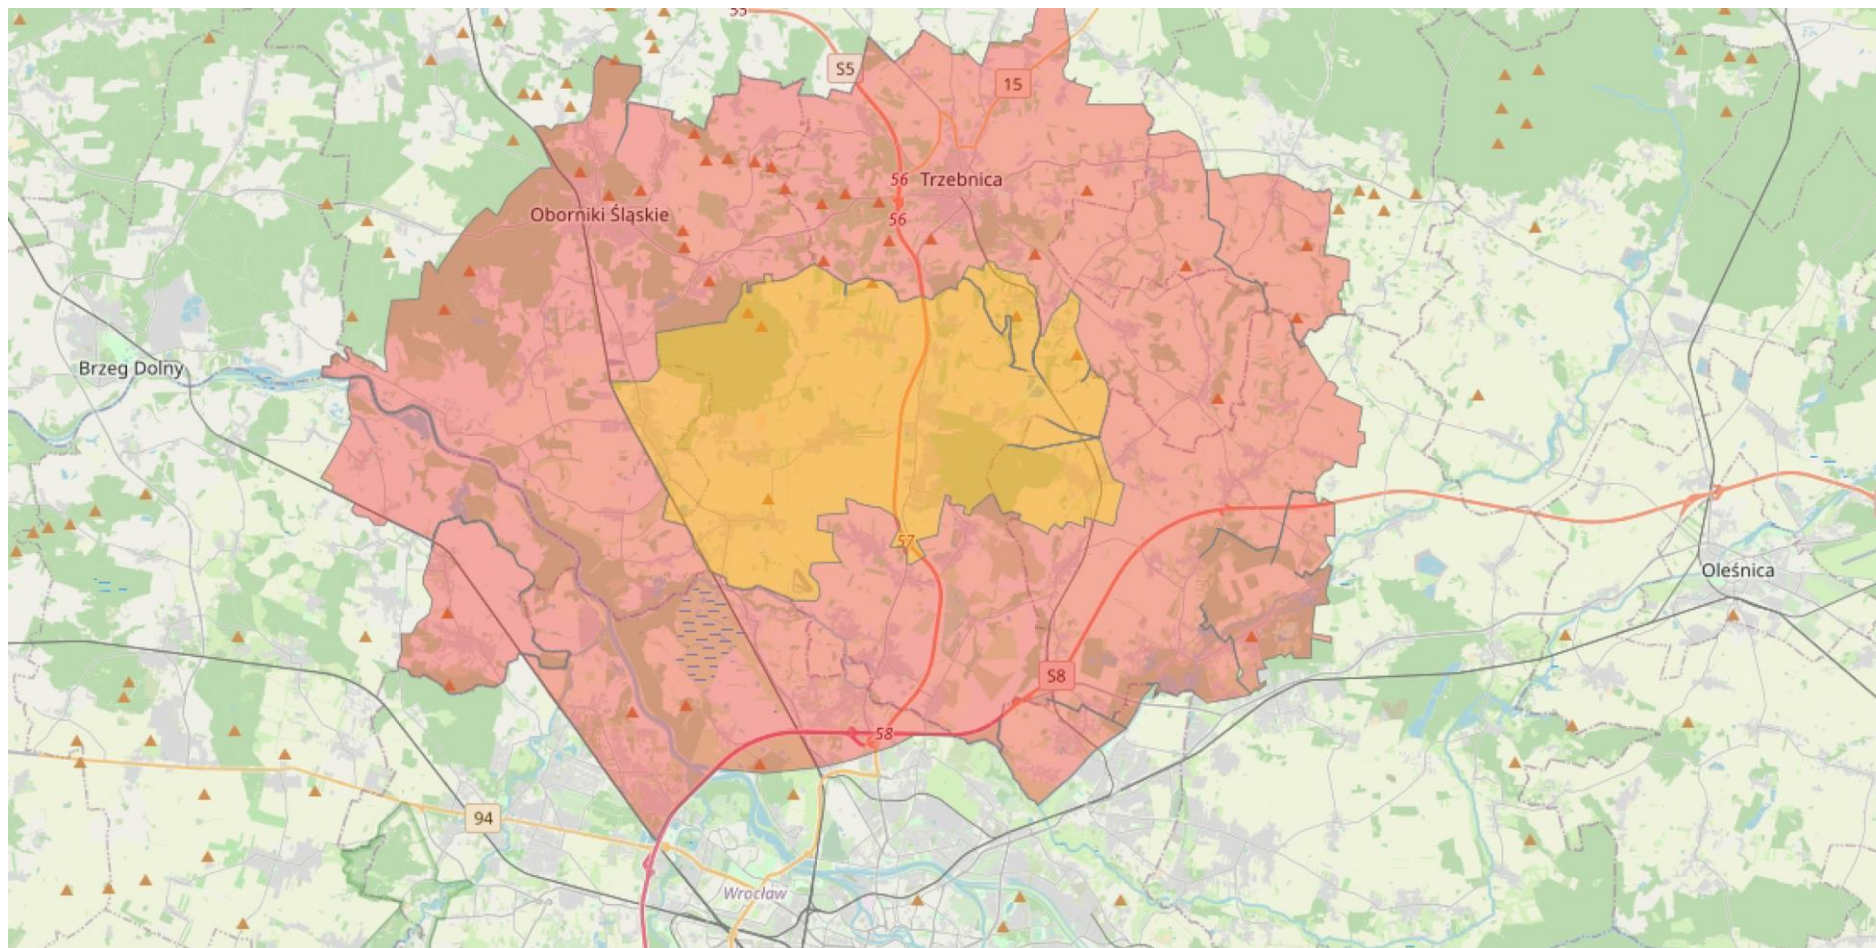 S5
15
56
Trzebnica
56
Oborniki Śląskie
Brzeg Dolny
57
Oleśnica
S8
58
94
Wrocław